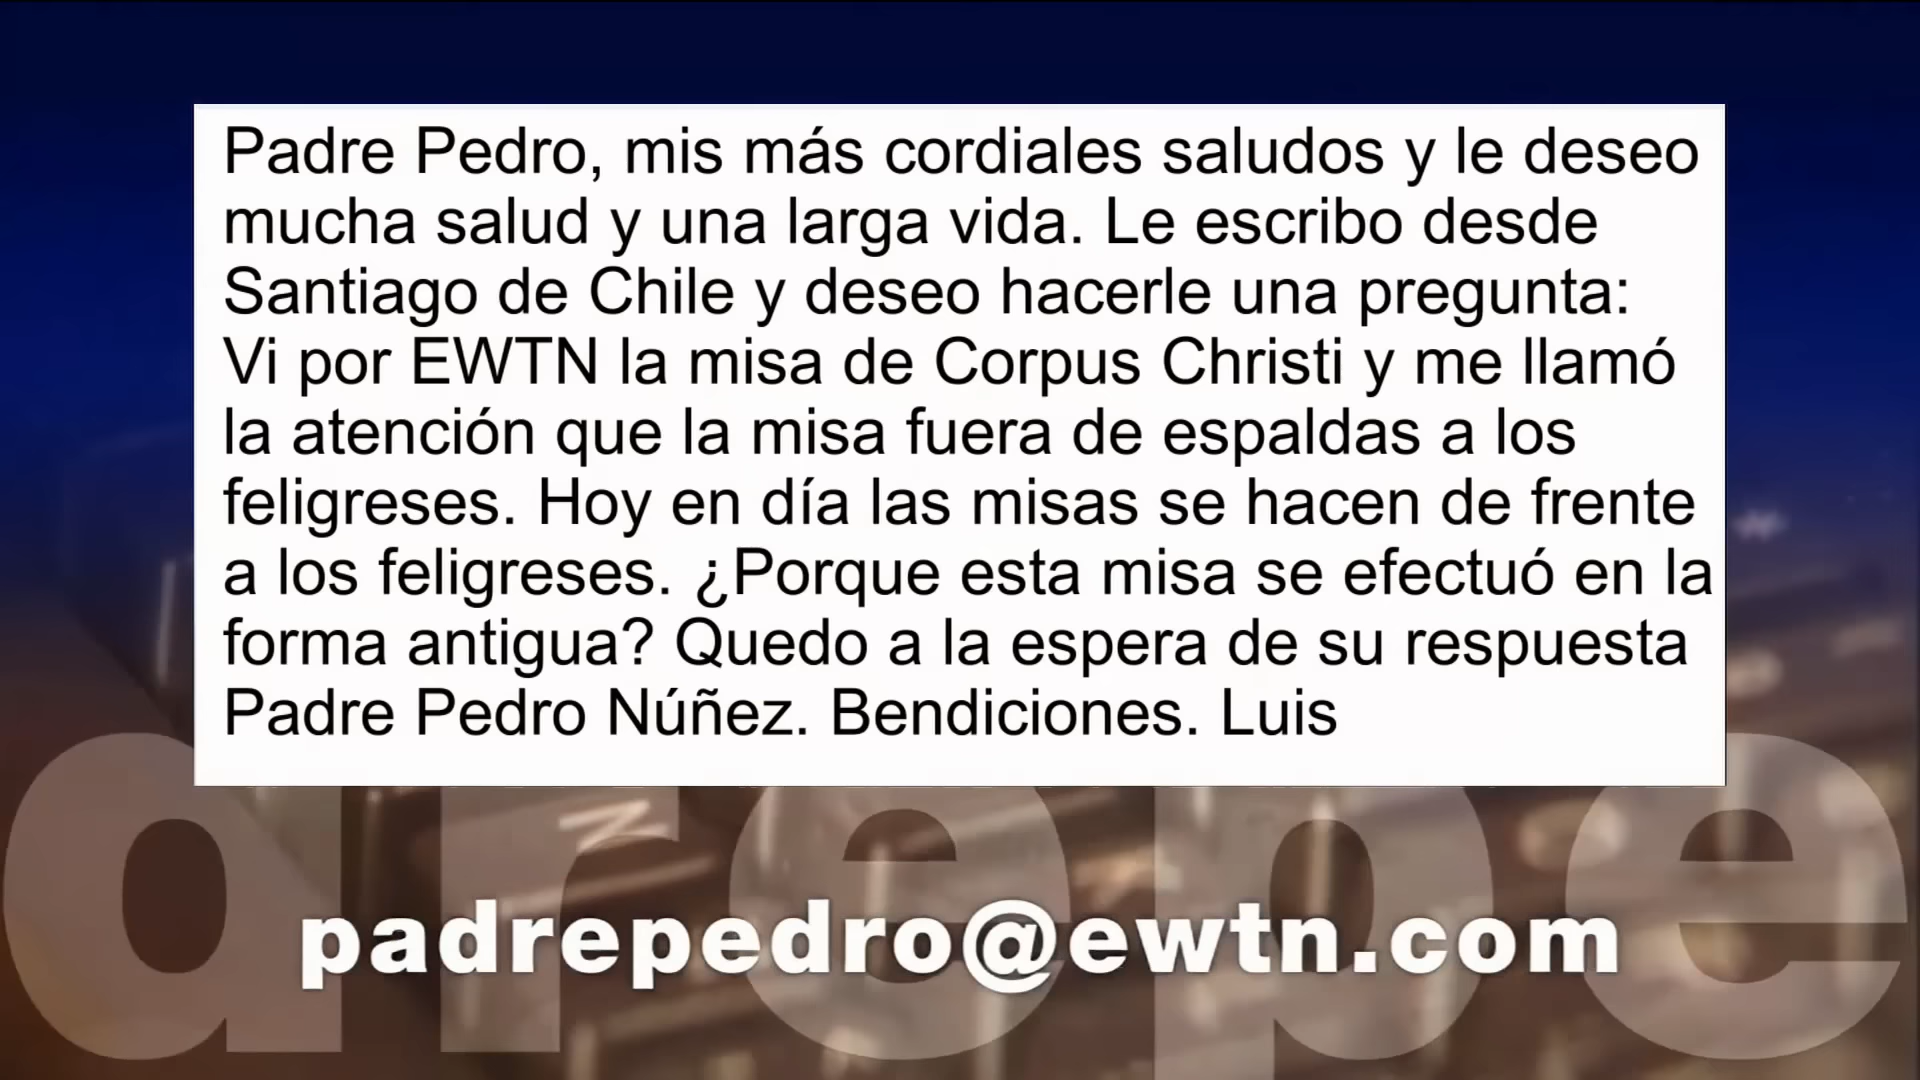 Padre Pedro, mis más cordiales saludos y le deseo
mucha salud y una larga vida. Le escribo desde
Santiago de Chile y deseo hacerle una pregunta:
Vi por EWTN la misa de Corpus Christi y me llamó
la atención que la misa fuera de espaldas a los
feligreses. Hoy en día las misas se hacen de frente
a los feligreses. ¿Porque esta misa se efectuó en la
forma antigua? Quedo a la espera de su respuesta
Padre Pedro Núñez. Bendiciones. Luis
drepe
padrepedro@ewtn.com